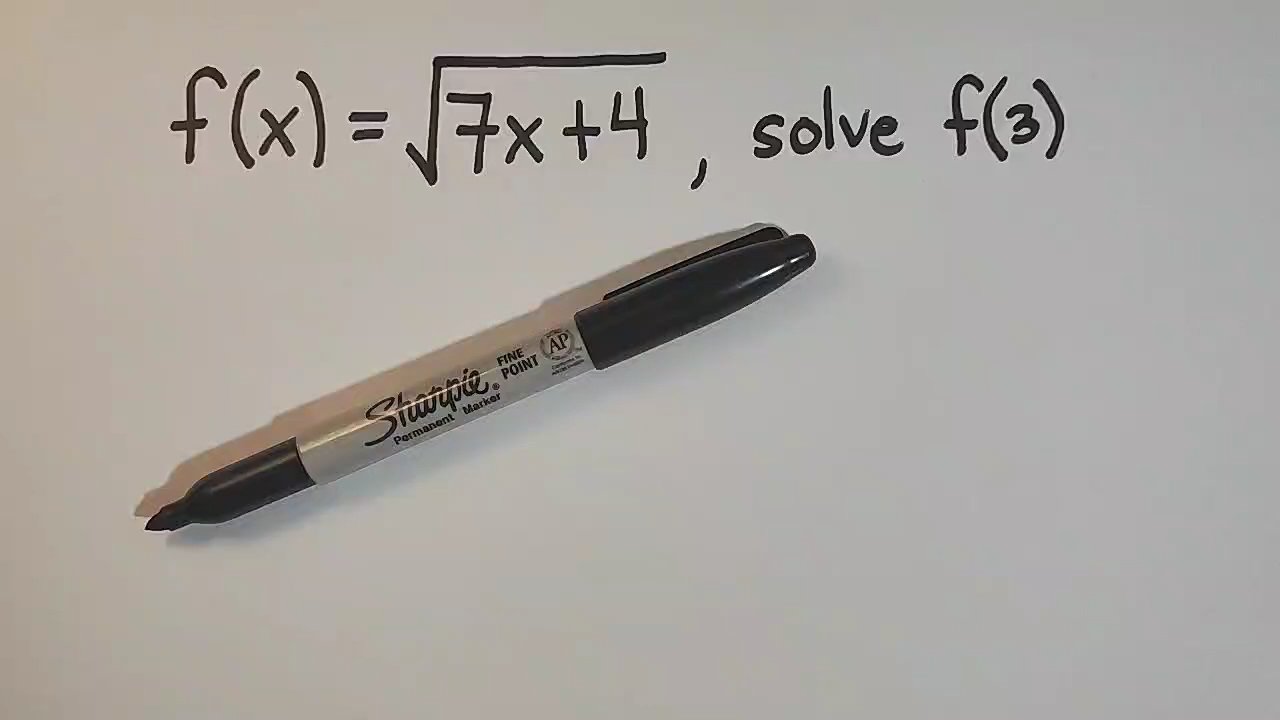 f(x) = √7x+4 , solve f(3)
Sharpie®
FINE
POINT
Permanent Marker
AP